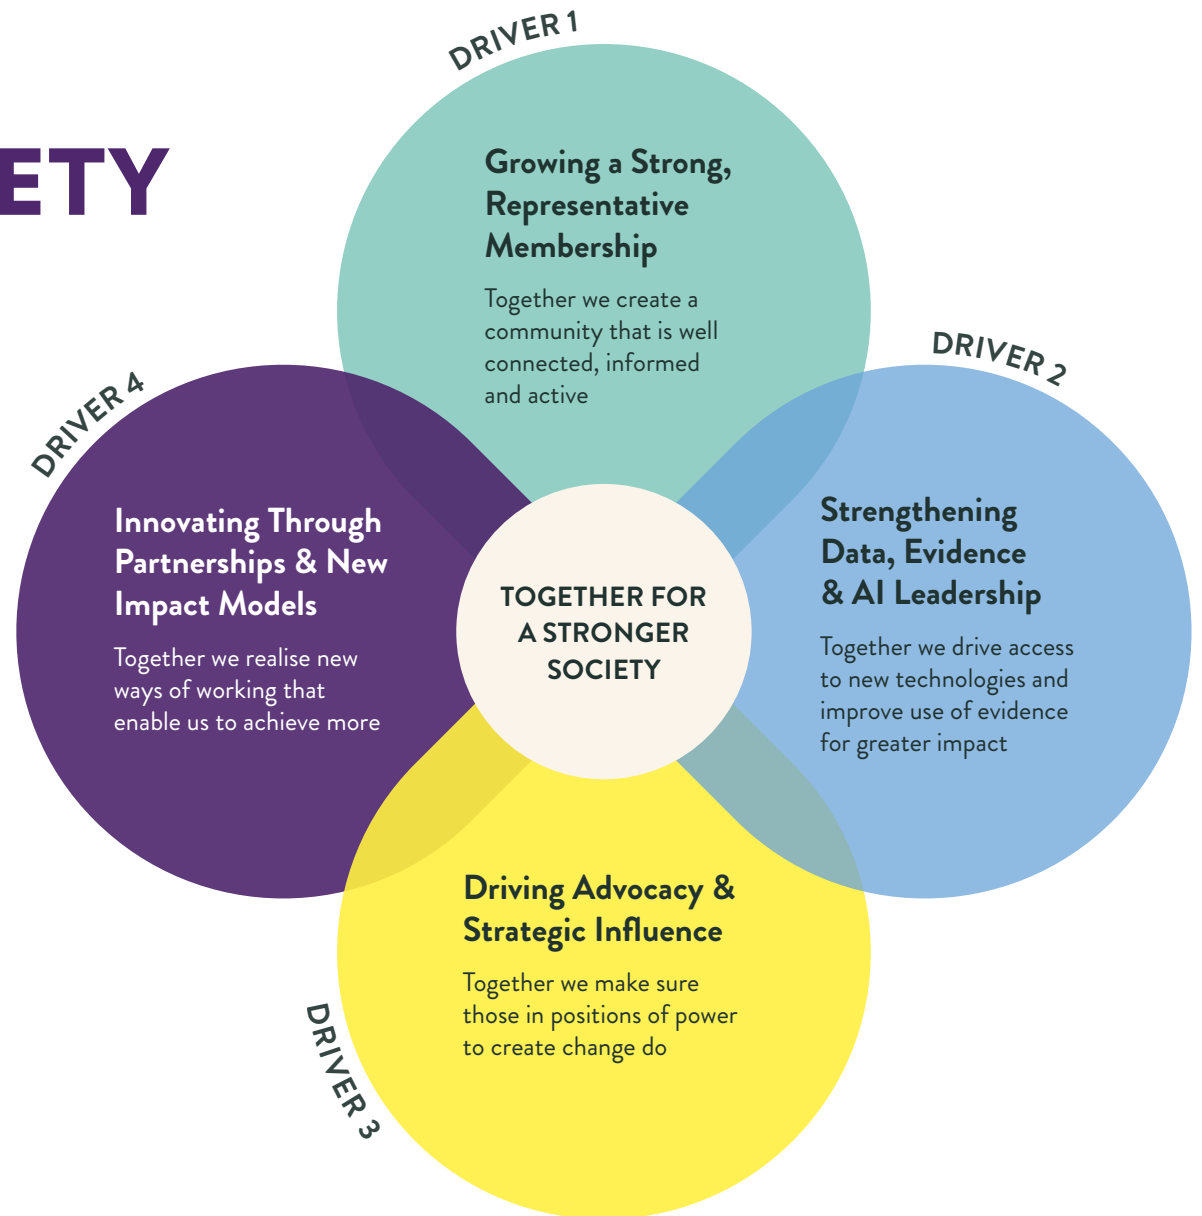 ETY
DRIVER 1
Growing a Strong,
Representative
Membership
Together we create a
community that is well
connected, informed
and active
DRIVER 2
Strengthening
Data, Evidence
& AI Leadership
Together we drive access
to new technologies and
improve use of evidence
for greater impact
TOGETHER FOR
A STRONGER
SOCIETY
DRIVER 4
Innovating Through
Partnerships & New
Impact Models
Together we realise new
ways of working that
enable us to achieve more
DRIVER 3
Driving Advocacy &
Strategic Influence
Together we make sure
those in positions of power
to create change do